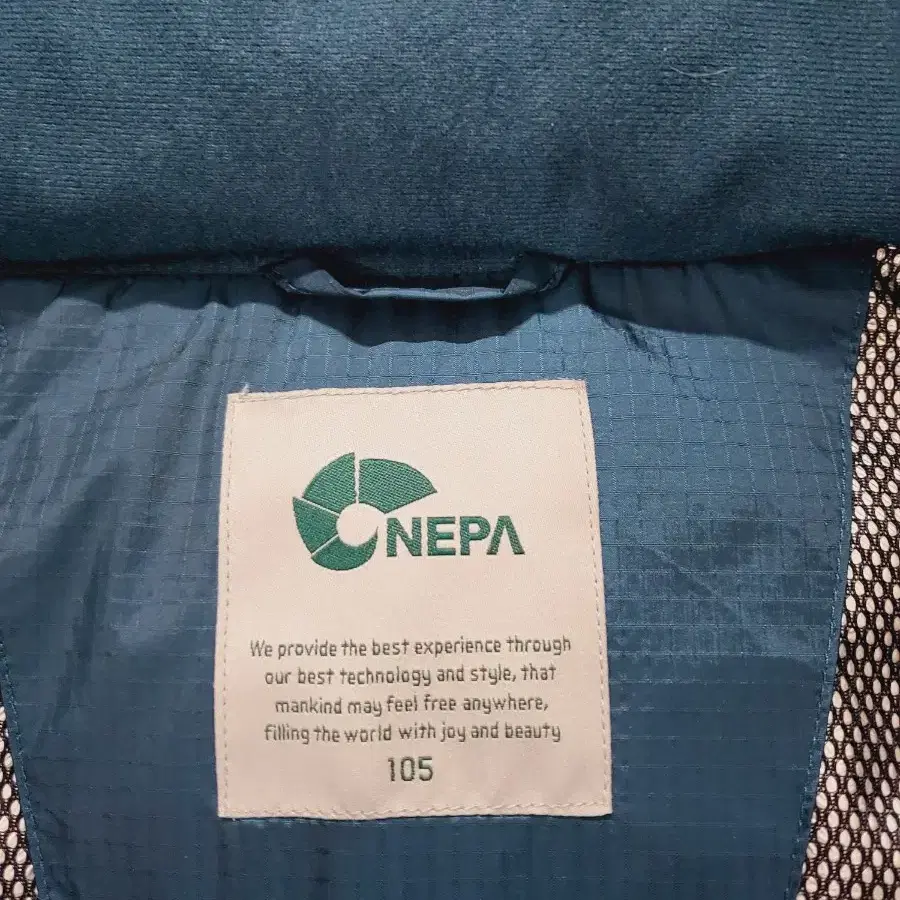 NEPA
We provide the best experience through
our best technology and style, that
mankind may feel free anywhere,
filling the world with joy and beauty
105